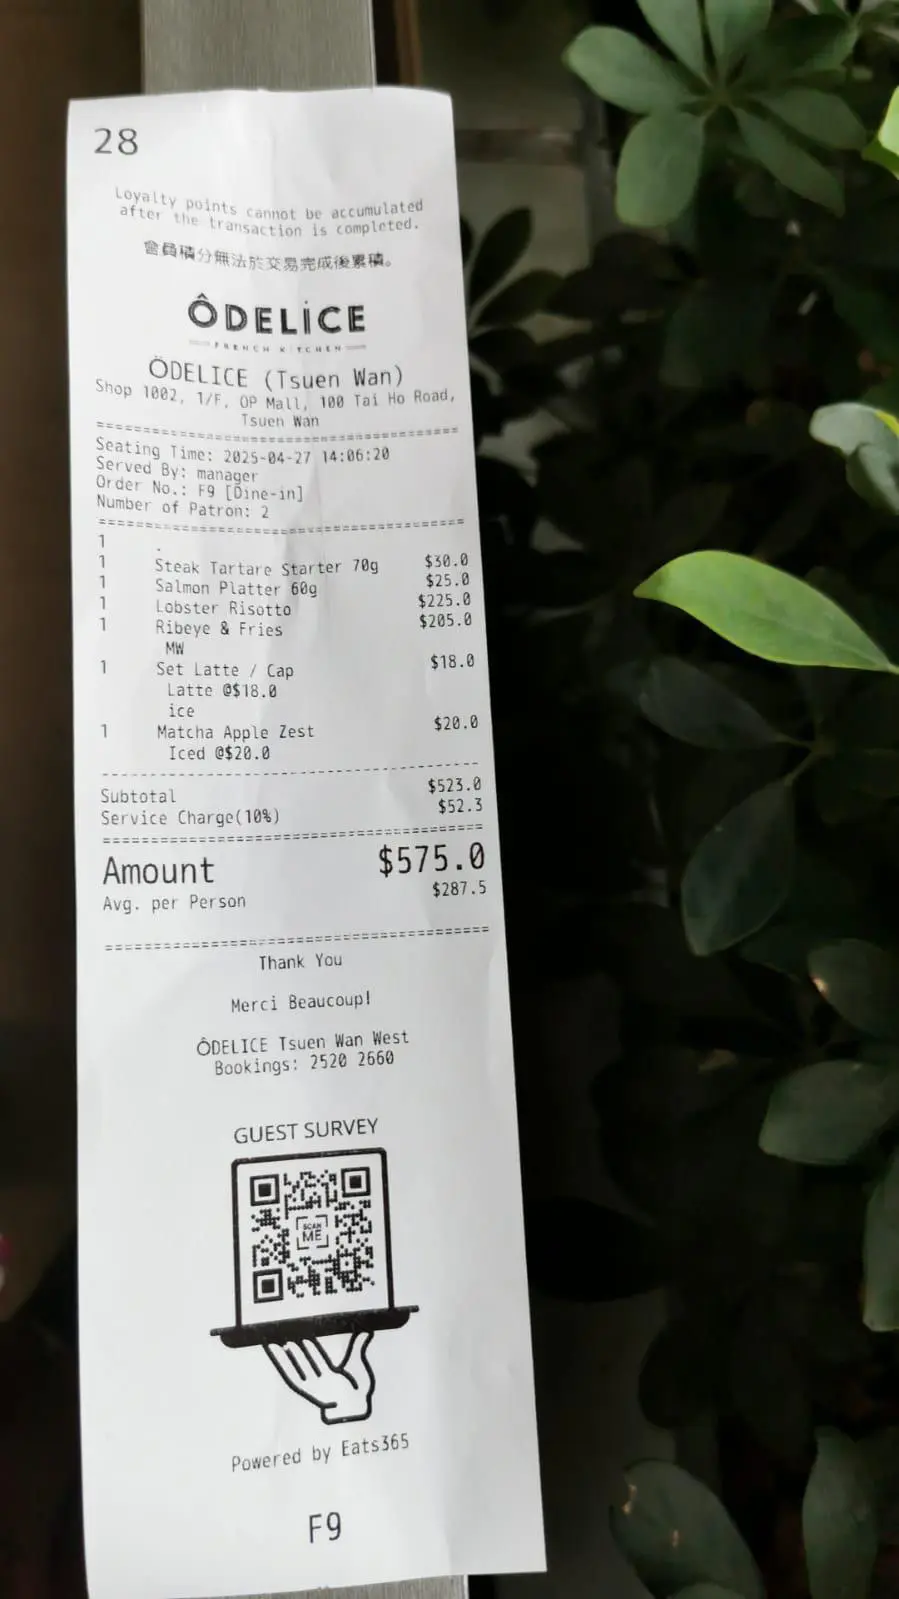 28
Loyalty points cannot be accumulated
after the transaction is completed.
會員積分無法於交易完成後累積。
ÔDELİCE
FRENCH KITCHEN
ÖDELICE (Tsuen Wan)
Shop 1002, 1/F, OP Mall, 100 Tai Ho Road,
Tsuen Wan
Seating Time: 2025-04-27 14:06:20
Served By: manager
Order No.: F9 [Dine-in]
Number of Patron: 2
1 .
1 Steak Tartare Starter 70g $30.0
1 Salmon Platter 60g $25.0
1 Lobster Risotto $225.0
1 Ribeye & Fries $205.0
MW
1 Set Latte / Cap $18.0
Latte @$18.0
ice
1 Matcha Apple Zest $20.0
Iced @$20.0
Subtotal $523.0
Service Charge(10%) $52.3
Amount $575.0
Avg. per Person $287.5
Thank You
Merci Beaucoup!
ÔDELICE Tsuen Wan West
Bookings: 2520 2660
GUEST SURVEY
SCAN
ME
Powered by Eats365
F9